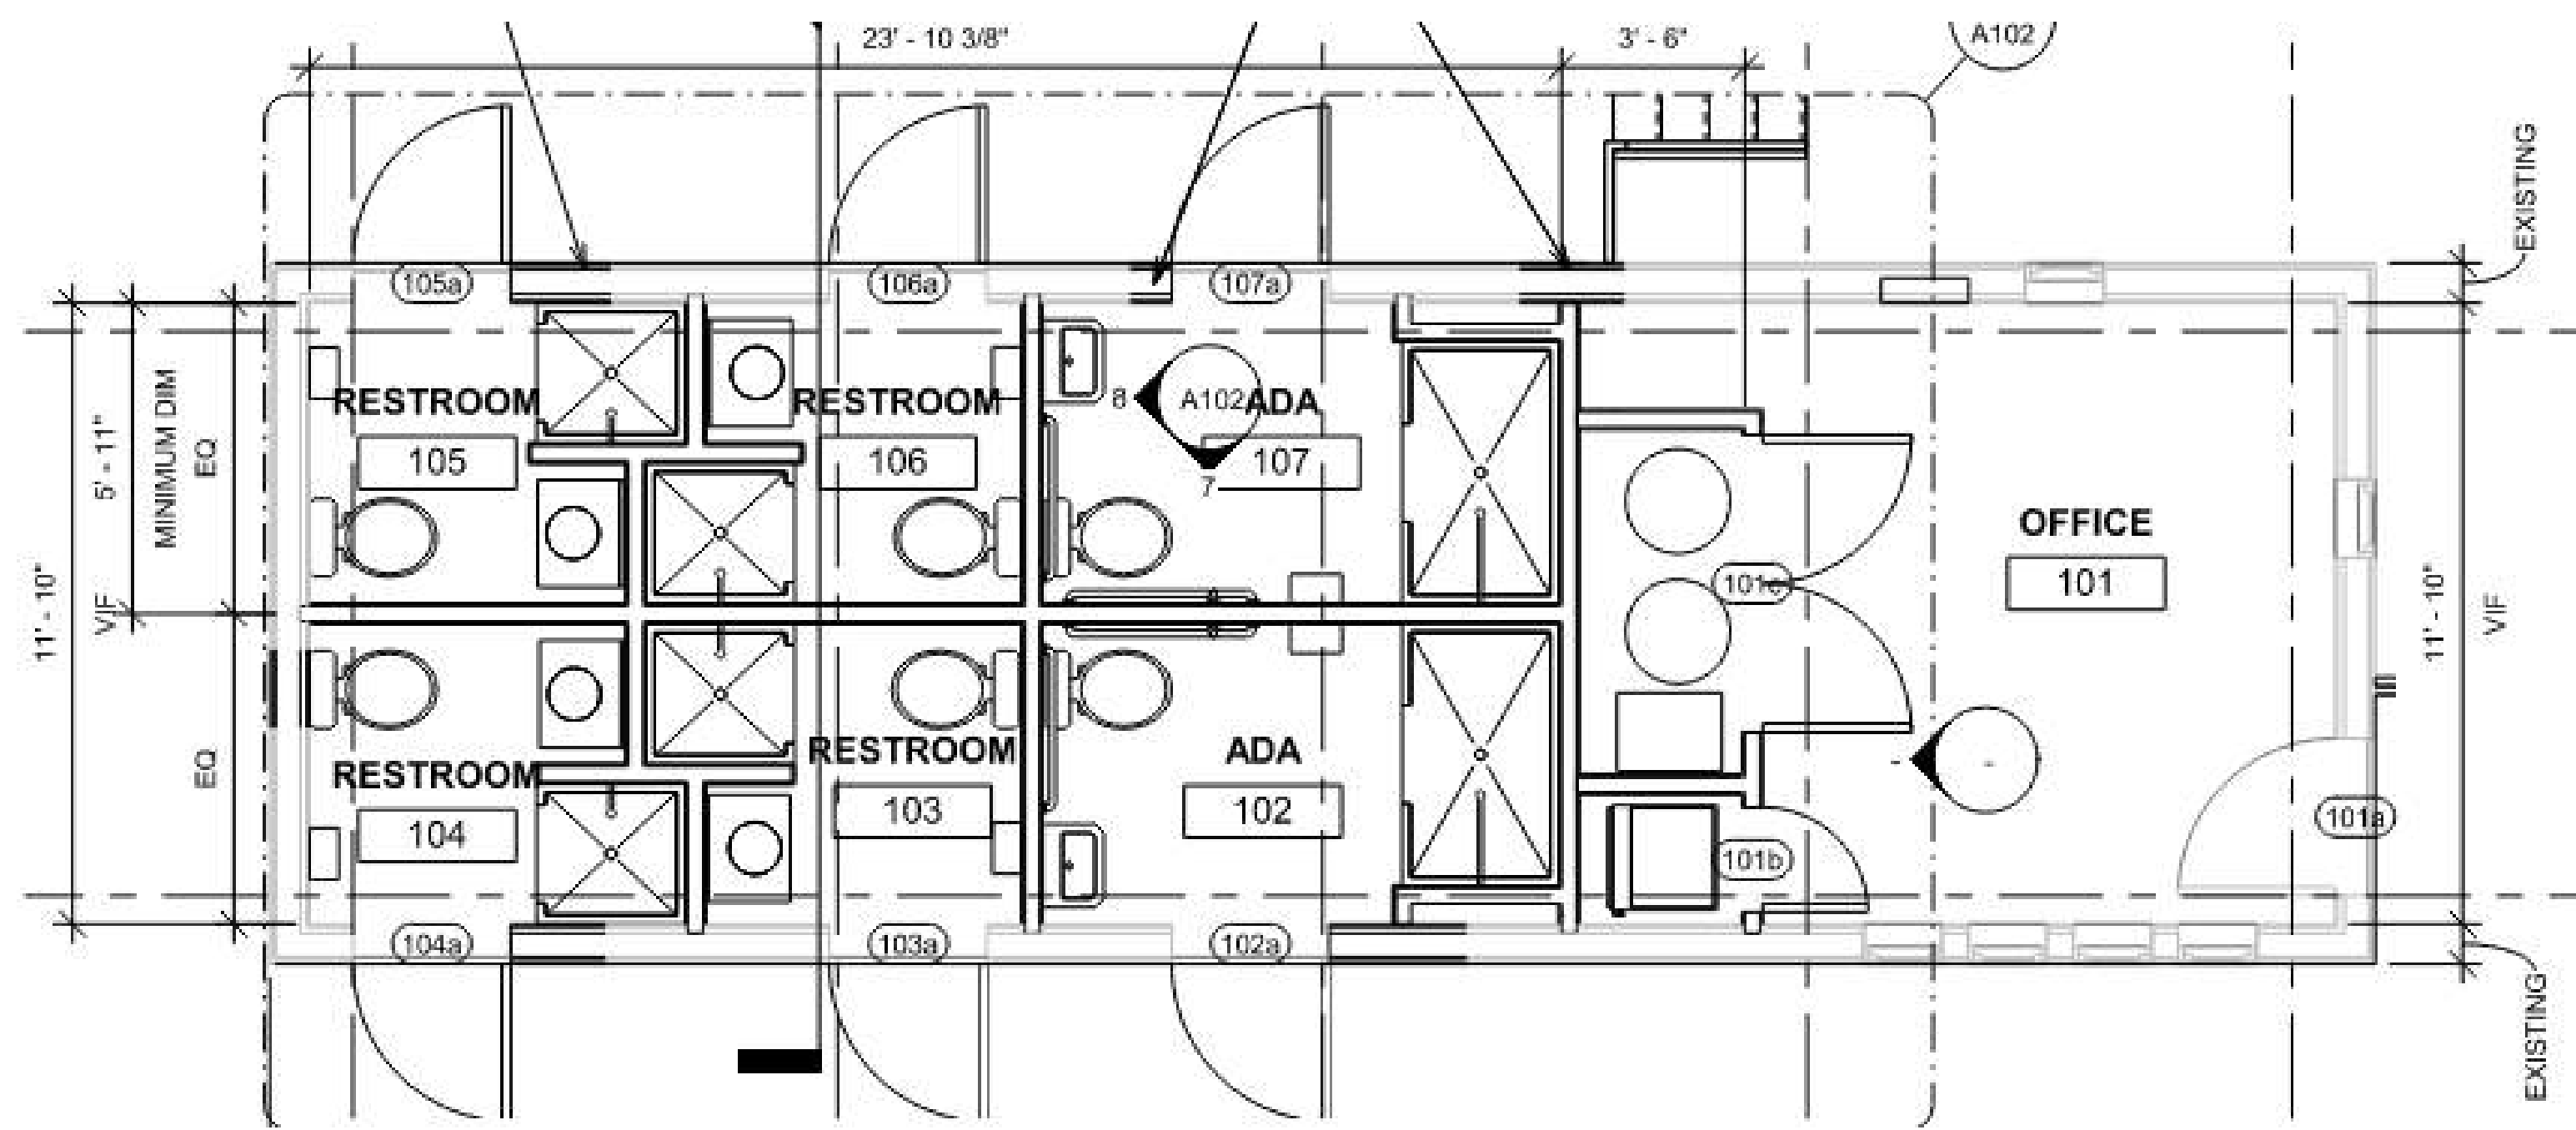 23' - 10 3/8"
3' - 6"
A102
EXISTING
105a
106a
107a
RESTROOM
105
RESTROOM
106
8
A102
7
ADA
107
5' - 11"
MINIMUM DIM
EQ
11' - 10"
VIF
EQ
101c
OFFICE
101
11' - 10"
VIF
RESTROOM
104
RESTROOM
103
ADA
102
-
-
101a
101b
104a
103a
102a
EXISTING